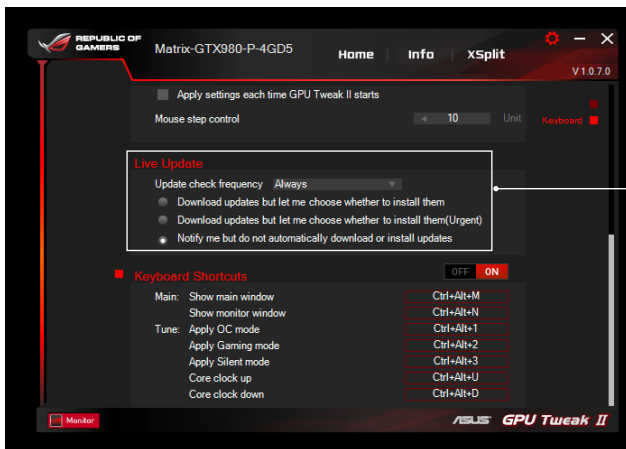 REPUBLIC OF
GAMERS
Matrix-GTX980-P-4GD5
Home
Info
XSplit
V 1.0.7.0
Apply settings each time GPU Tweak II starts
Mouse step control
10
Unit
Keyboard
Live Update
Update check frequency
Always
Download updates but let me choose whether to install them
Download updates but let me choose whether to install them(Urgent)
Notify me but do not automatically download or install updates
Keyboard Shortcuts
OFF
ON
Main: Show main window Ctrl+Alt+M
Show monitor window Ctrl+Alt+N
Tune: Apply OC mode Ctrl+Alt+1
Apply Gaming mode Ctrl+Alt+2
Apply Silent mode Ctrl+Alt+3
Core clock up Ctrl+Alt+U
Core clock down Ctrl+Alt+D
Monitor
ASUS GPU Tweak II